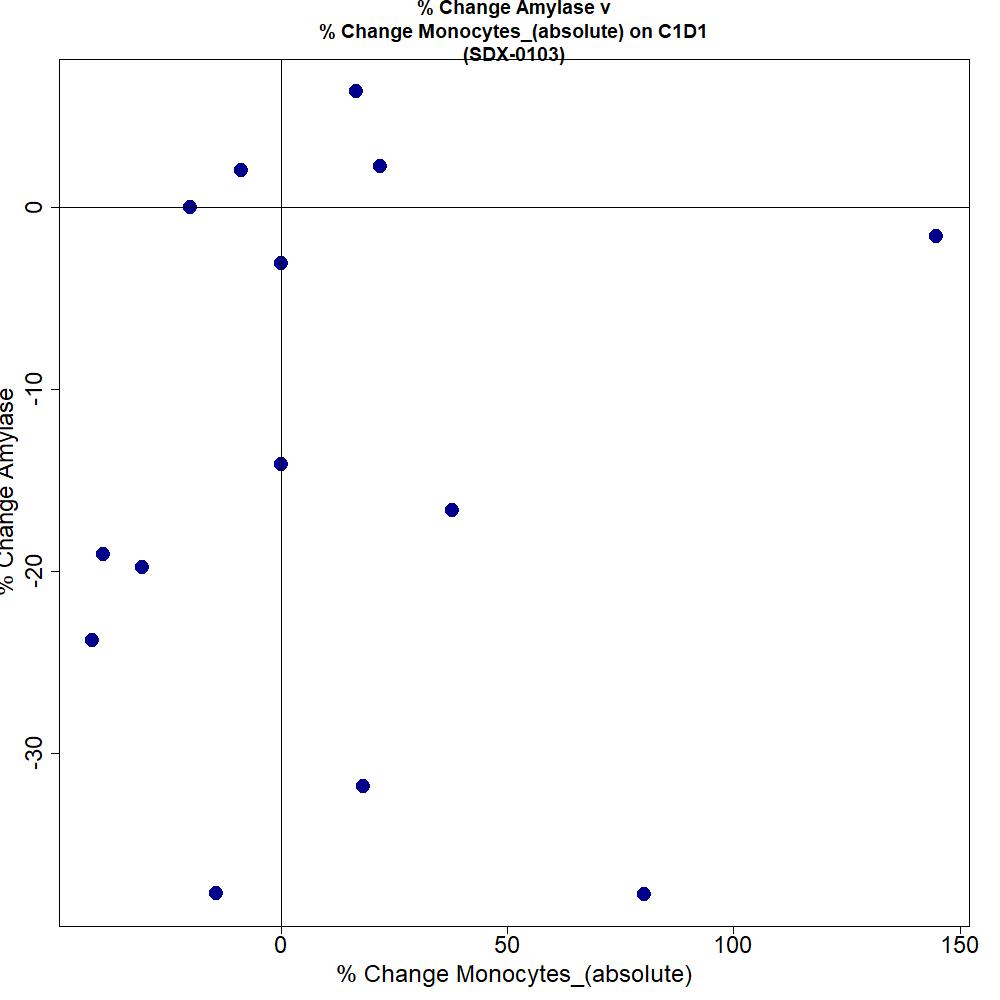 % Change Amylase v
% Change Monocytes_(absolute) on C1D1
(SDX-0103)
% Change Amylase
0
-10
-20
-30
0
50
100
150
% Change Monocytes_(absolute)